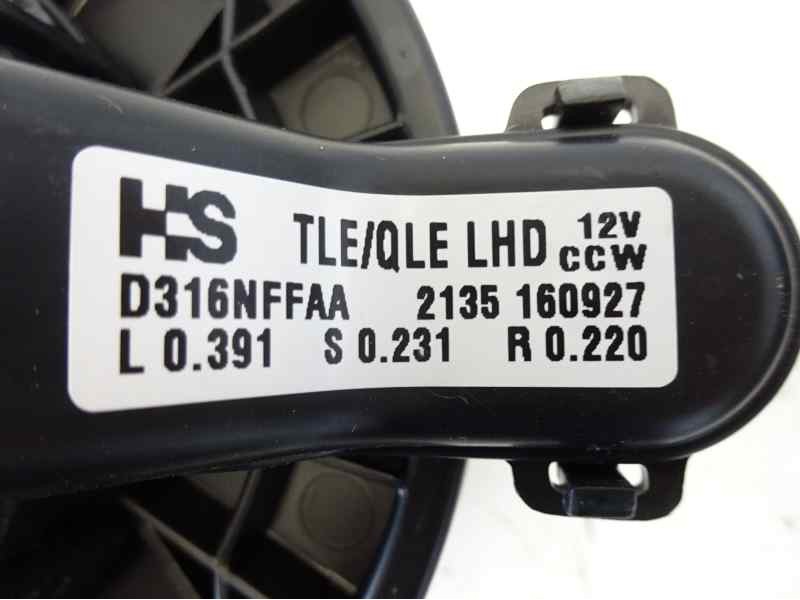 HS TLE/QLE LHD 12V CCW
D316NFFAA 2135 160927
L 0.391 S 0.231 R 0.220